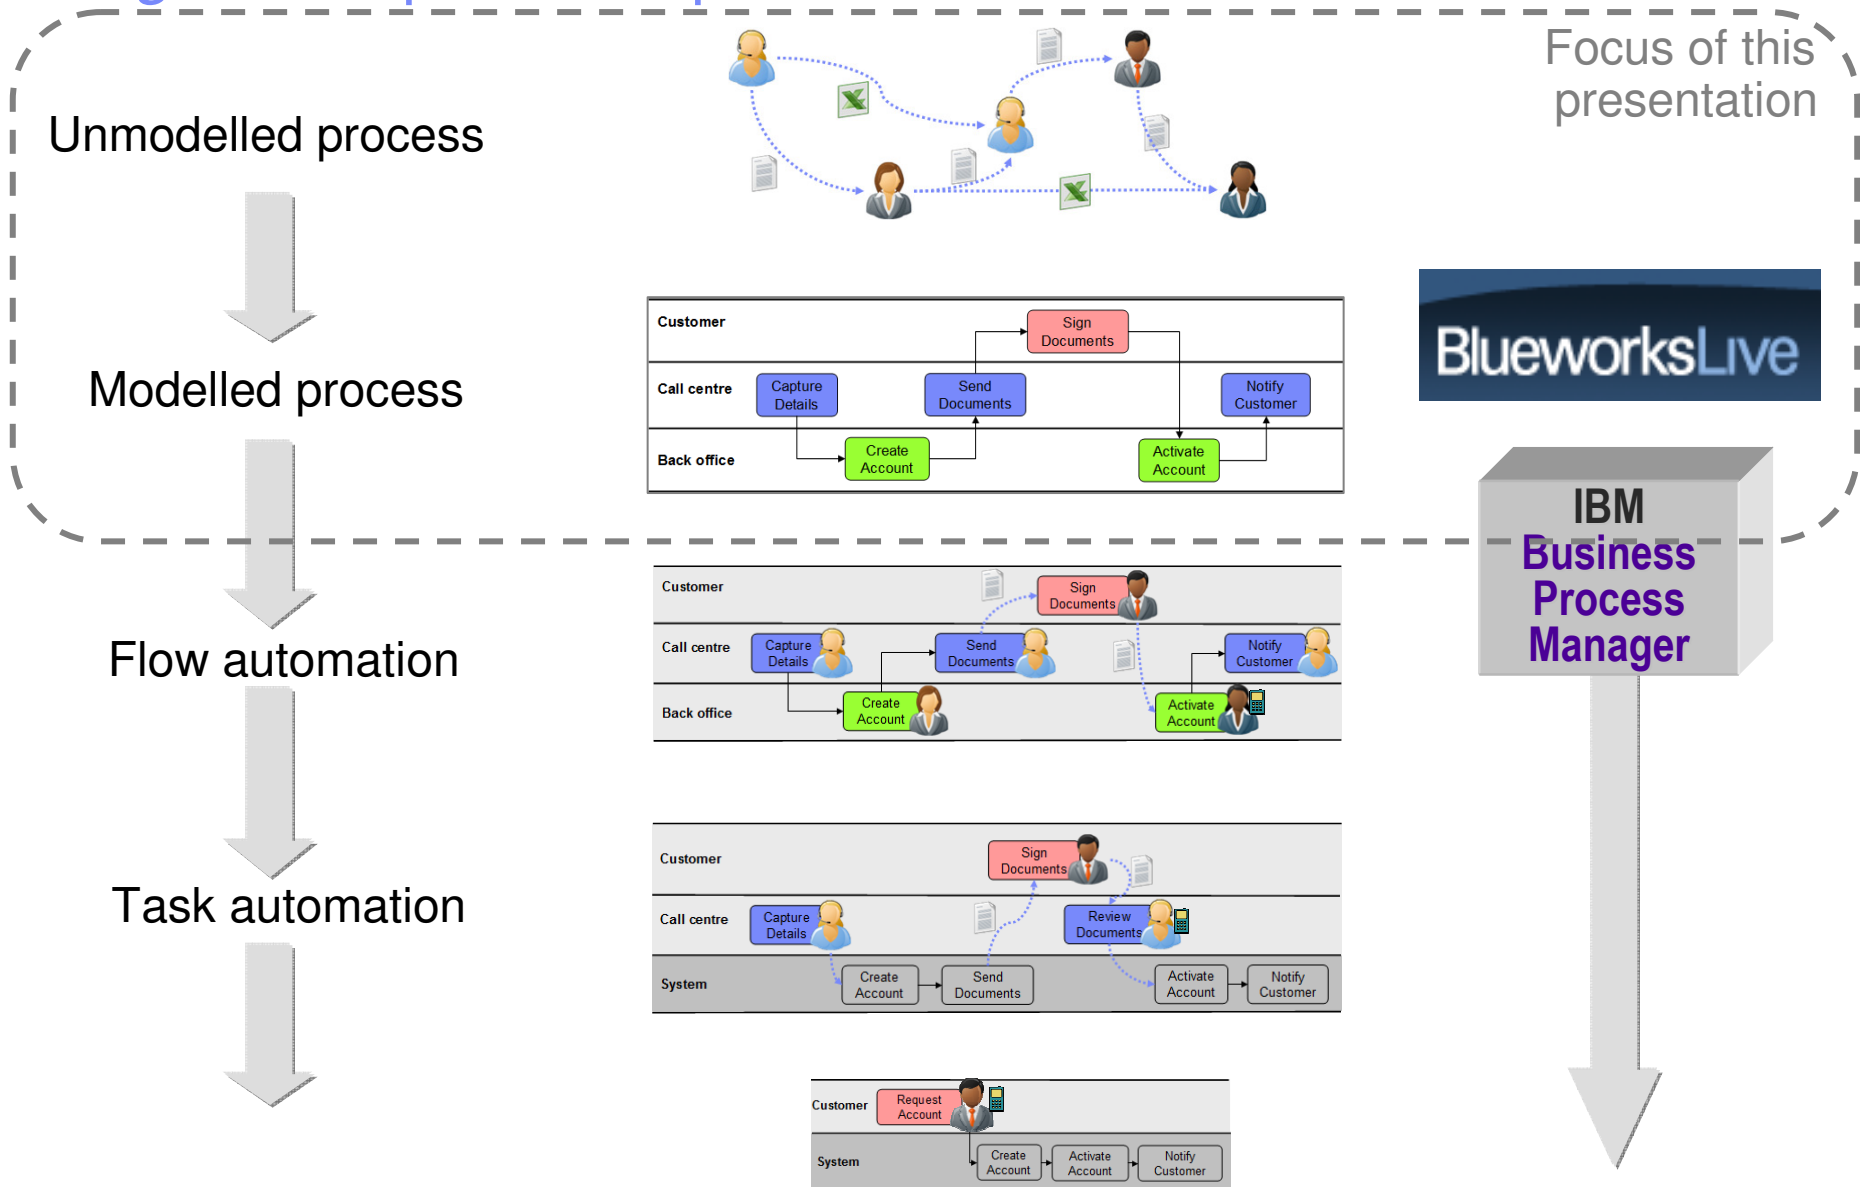 Focus of this
presentation
Unmodelled process
Customer
Sign
Documents
BlueworksLive
Modelled process
Call centre
Capture
Details
Send
Documents
Notify
Customer
Back office
Create
Account
Activate
Account
IBM
Business
Process
Manager
Customer
Sign
Documents
Flow automation
Call centre
Capture
Details
Send
Documents
Notify
Customer
Back office
Create
Account
Activate
Account
Customer
Sign
Documents
Task automation
Call centre
Capture
Details
Review
Documents
System
Create
Account
Send
Documents
Activate
Account
Notify
Customer
Customer
Request
Account
System
Create
Account
Activate
Account
Notify
Customer